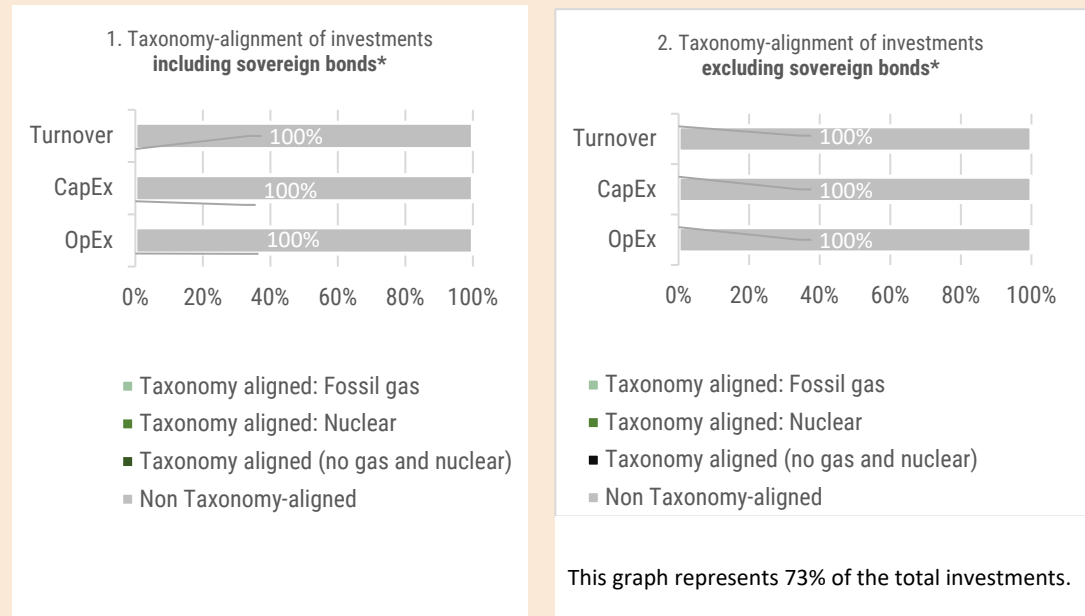 1. Taxonomy-alignment of investments
including sovereign bonds*
Turnover
100%
CapEx
100%
OpEx
100%
0% 20% 40% 60% 80% 100%
Taxonomy aligned: Fossil gas
Taxonomy aligned: Nuclear
Taxonomy aligned (no gas and nuclear)
Non Taxonomy-aligned
2. Taxonomy-alignment of investments
excluding sovereign bonds*
Turnover
100%
CapEx
100%
OpEx
100%
0% 20% 40% 60% 80% 100%
Taxonomy aligned: Fossil gas
Taxonomy aligned: Nuclear
Taxonomy aligned (no gas and nuclear)
Non Taxonomy-aligned
This graph represents 73% of the total investments.